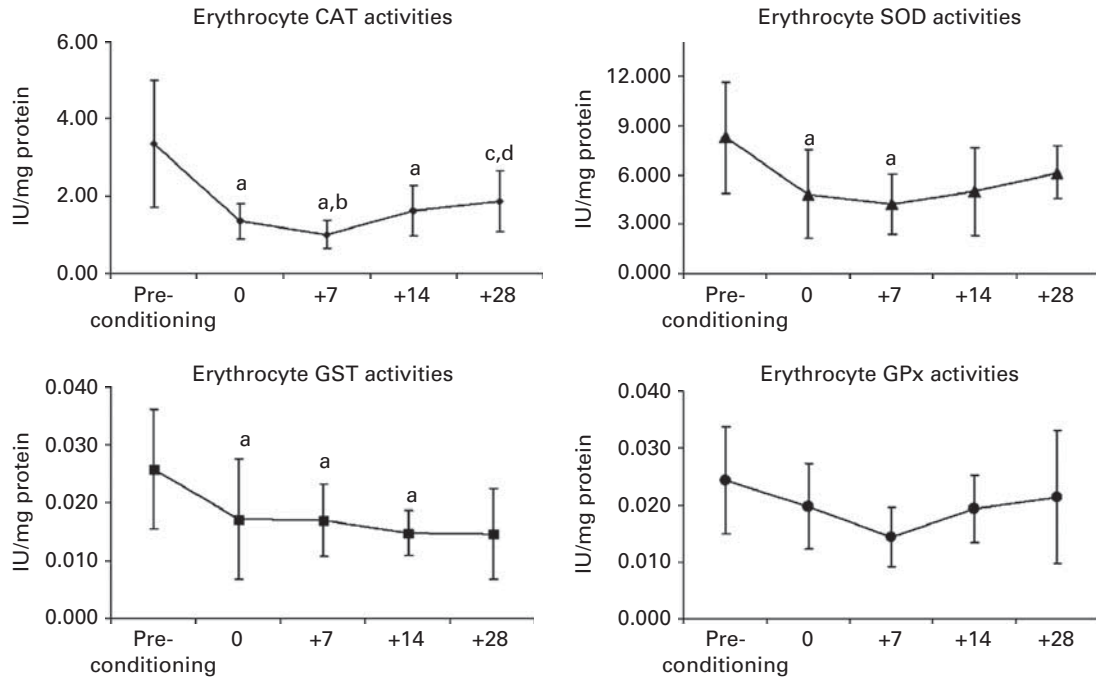 Erythrocyte CAT activities
6.00
4.00
2.00
0.00
IU/mg protein
a
a,b
a
c,d
Pre-
conditioning
0
+7
+14
+28
Erythrocyte SOD activities
12.000
9.000
6.000
3.000
0.000
IU/mg protein
a
a
Pre-
conditioning
0
+7
+14
+28
Erythrocyte GST activities
0.040
0.030
0.020
0.010
0.000
IU/mg protein
a
a
a
Pre-
conditioning
0
+7
+14
+28
Erythrocyte GPx activities
0.040
0.030
0.020
0.010
0.000
IU/mg protein
Pre-
conditioning
0
+7
+14
+28